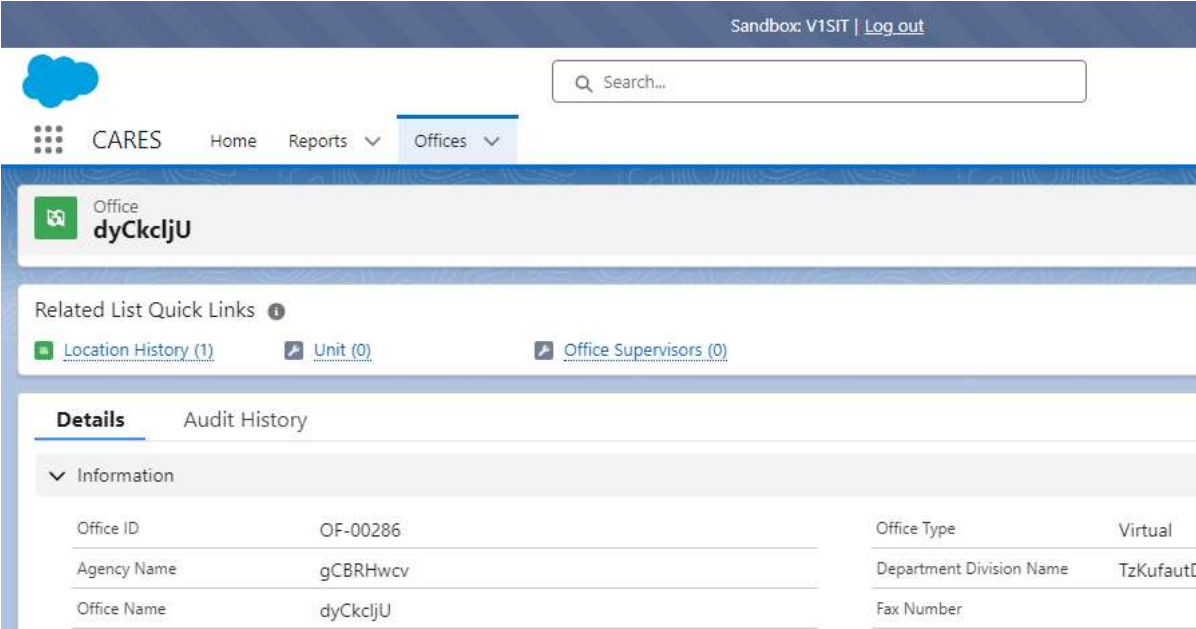 Sandbox: V1SIT | Log out
Search...
CARES Home Reports Offices
Office
dyCkcljU
Related List Quick Links
Location History (1) Unit (0) Office Supervisors (0)
Details Audit History
Information
Office ID OF-00286 Office Type Virtual
Agency Name gCBRHwcv Department Division Name TzKufautD
Office Name dyCkcljU Fax Number